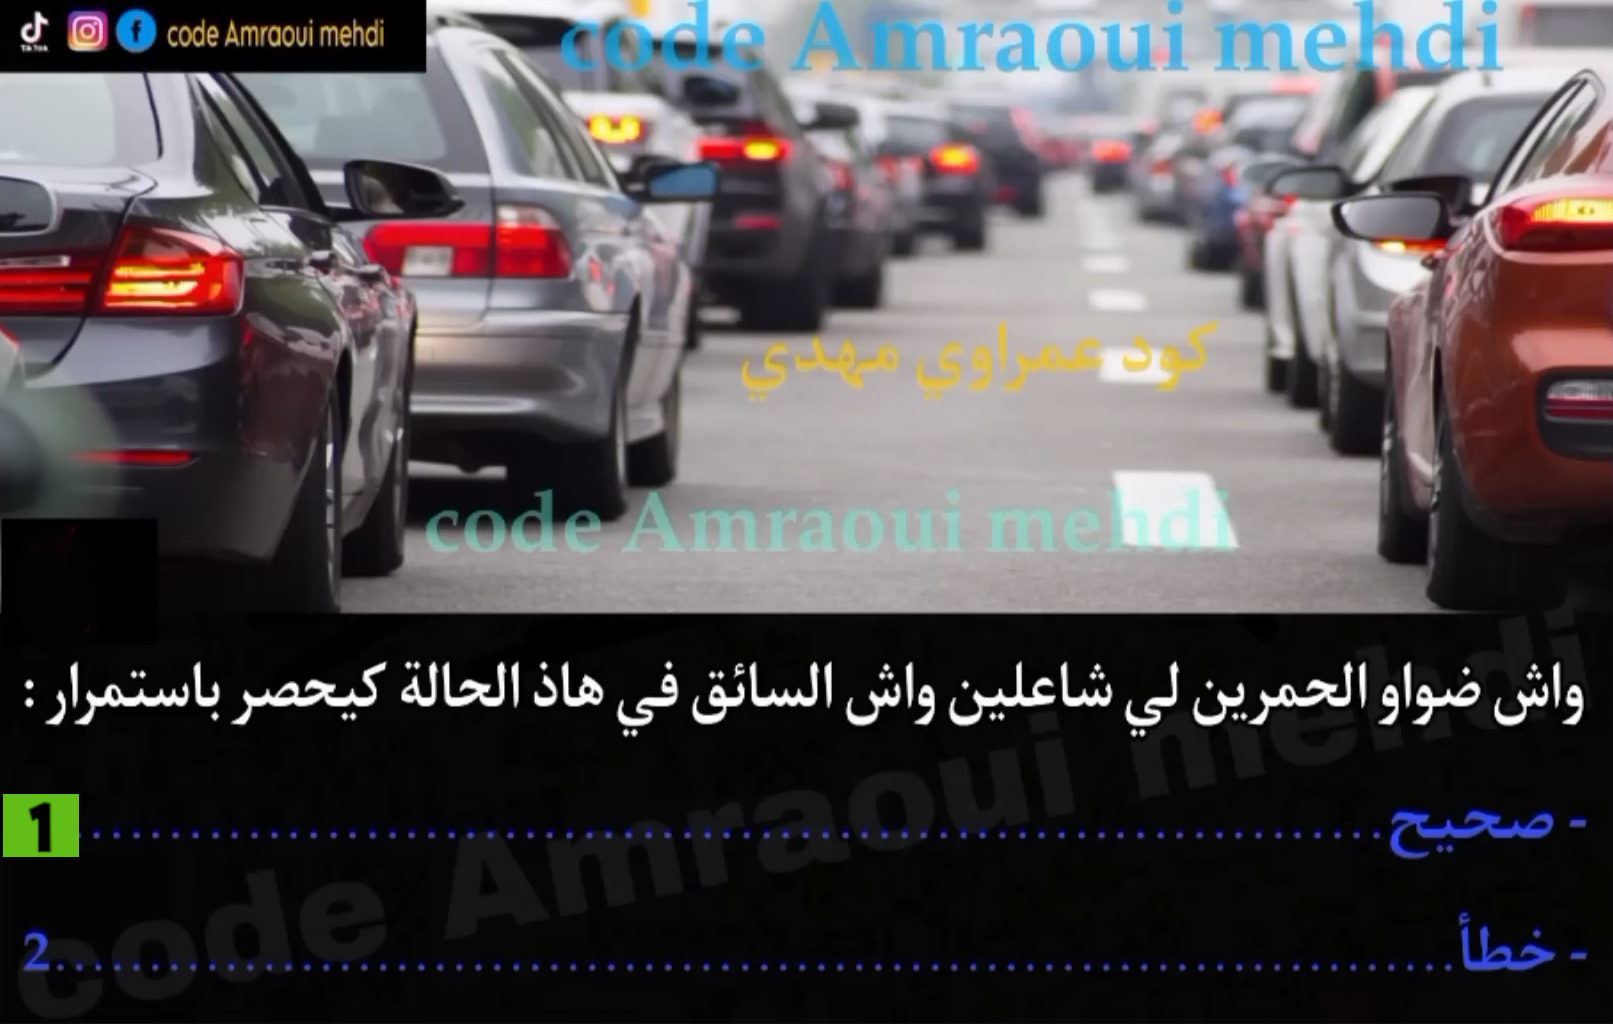 TikTok
code Amraoui mehdi
code Amraoui mehdi
كود عمراوي مهدي
code Amraoui mehdi
واش ضواو الحمرين لي شاعلين واش السائق في هاذ الحالة كيحصر باستمرار :
- صحيح................................................1
- خطأ................................................2
code Amraoui mehdi